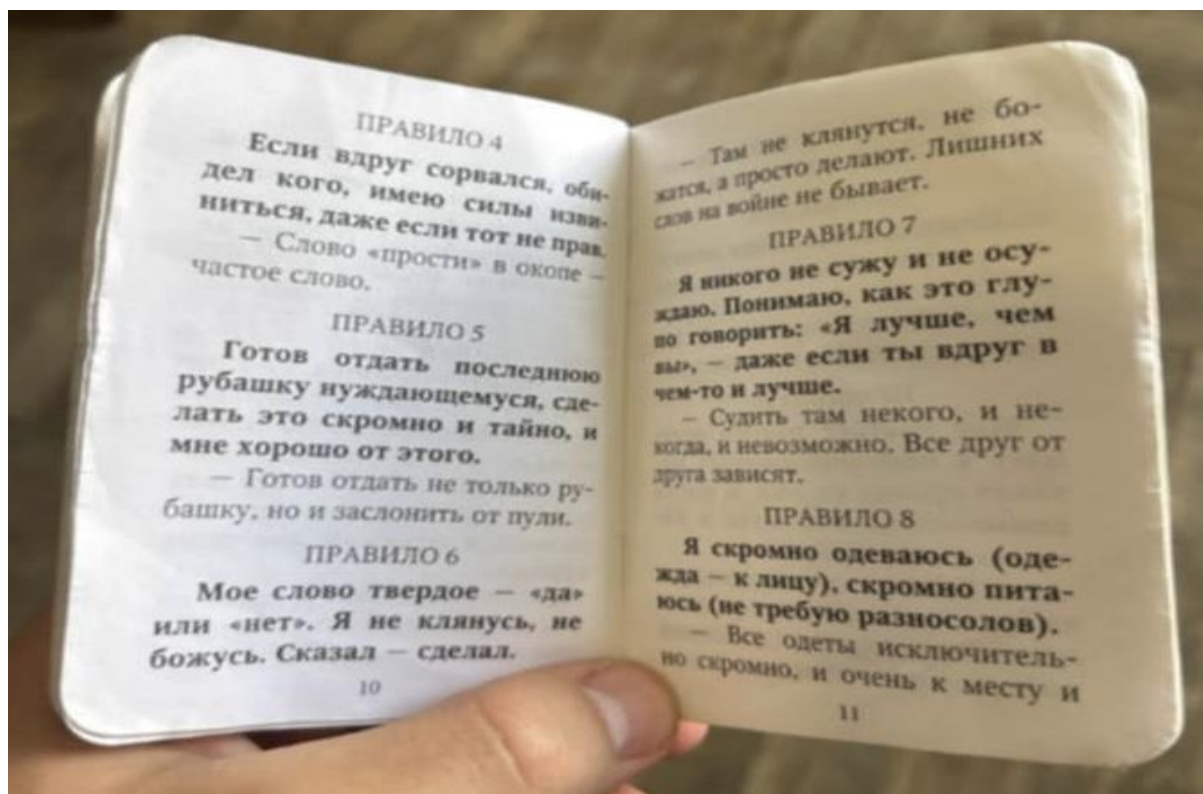 ПРАВИЛО 4
Если вдруг сорвался, оби-
дел кого, имею силы изви-
ниться, даже если тот не прав.
— Слово «прости» в окопе –
частое слово.
ПРАВИЛО 5
Готов отдать последнюю
рубашку нуждающемуся, сде-
лать это скромно и тайно, и
мне хорошо от этого.
— Готов отдать не только ру-
башку, но и заслонить от пули.
ПРАВИЛО 6
Мое слово твердое — «да»
или «нет». Я не клянусь, не
божусь. Сказал — сделал.
10
— Там не клянутся, не бо-
жатся, а просто делают. Лишних
слов на войне не бывает.
ПРАВИЛО 7
Я никого не сужу и не осу-
ждаю. Понимаю, как это глу-
по говорить: «Я лучше, чем
вы», — даже если ты вдруг в
чем-то и лучше.
— Судить там некого, и не-
когда, и невозможно. Все друг от
друга зависят.
ПРАВИЛО 8
Я скромно одеваюсь (оде-
жда — к лицу), скромно пита-
юсь (не требую разносолов).
— Все одеты исключитель-
но скромно, и очень к месту и
11